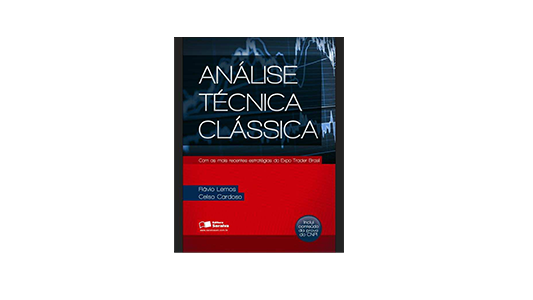 ANÁLISE
TÉCNICA
CLÁSSICA
Com as mais recentes estratégias da Expo Trader Brasil
Flávio Lemos
Celso Cardoso
Editora
Saraiva
Inclui
conteúdo
da prova
do CNPI